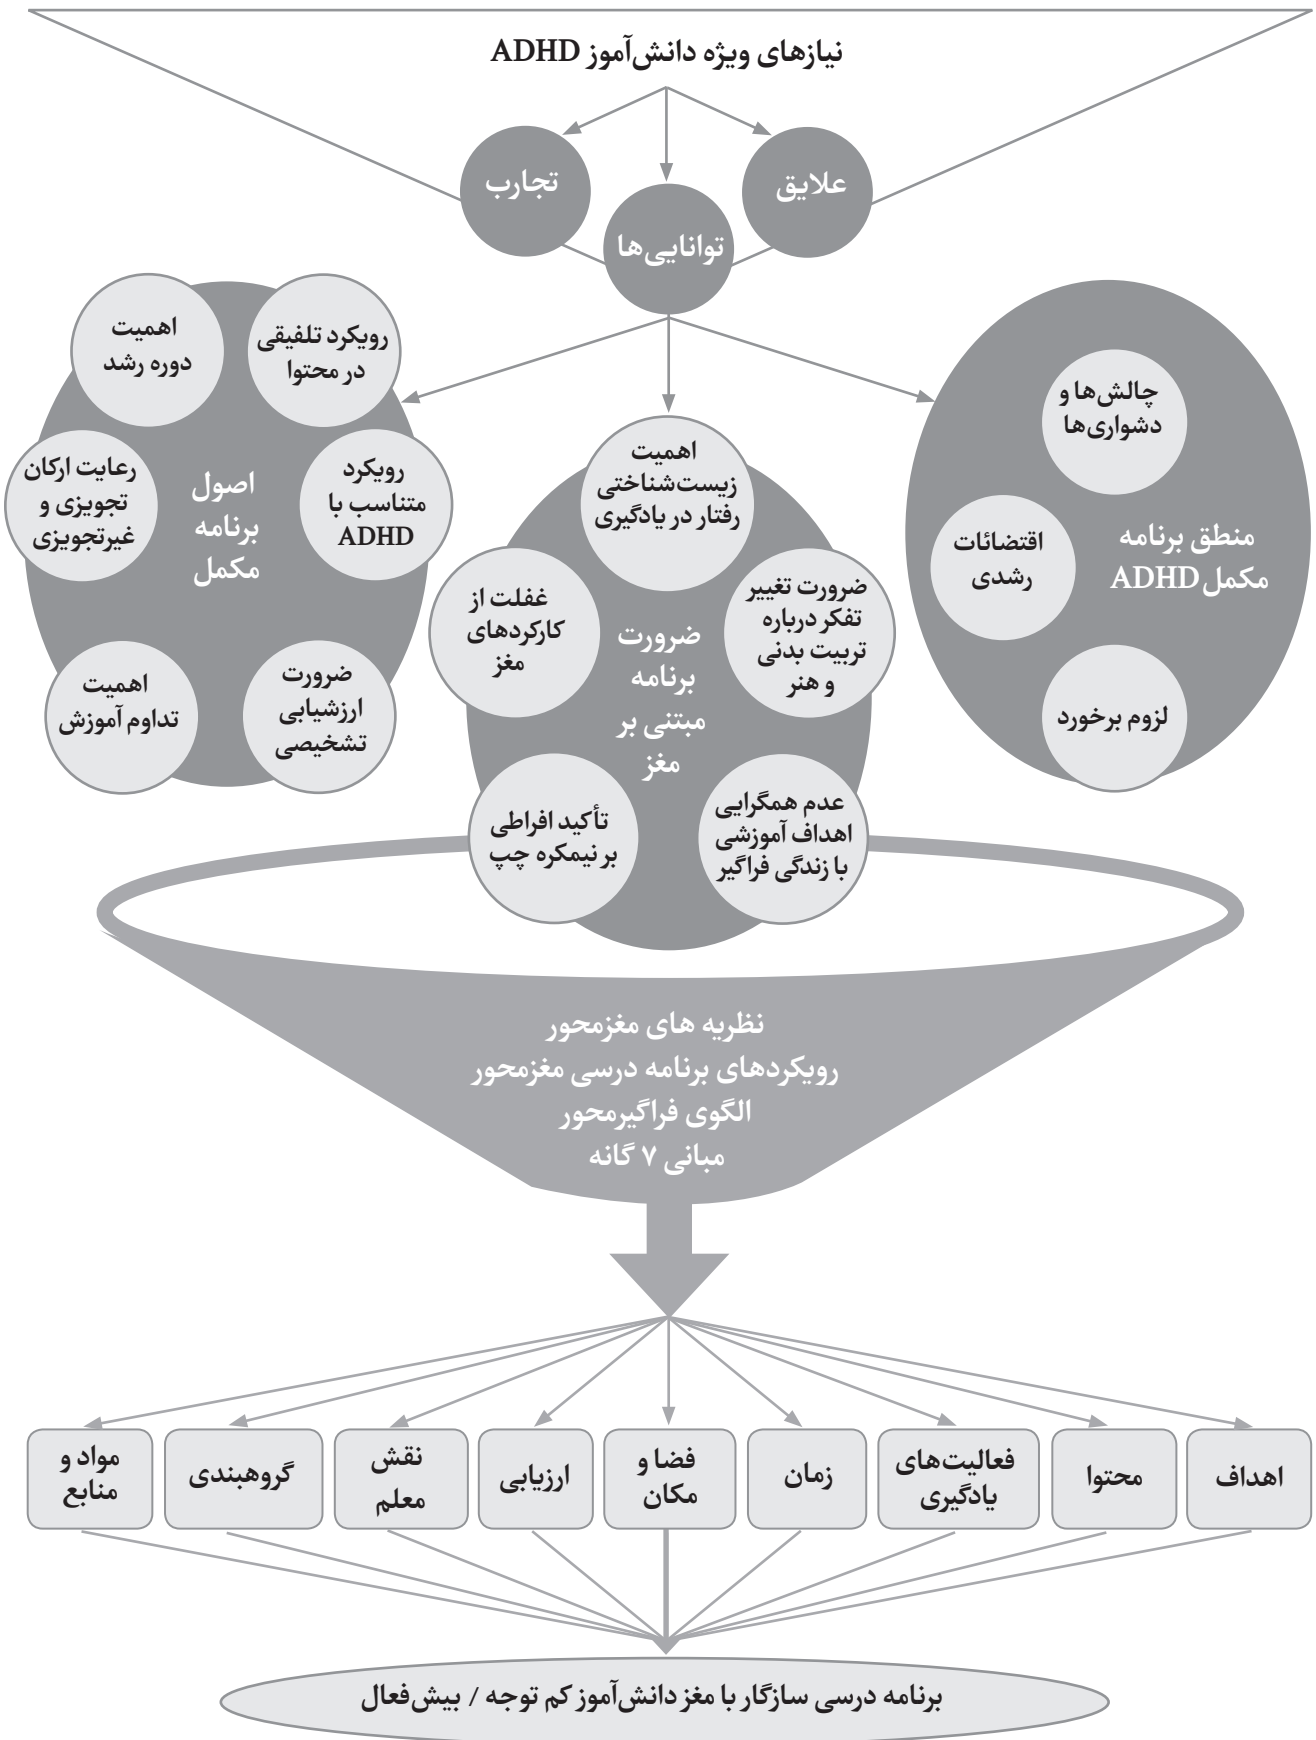 نیازهای ویژه دانش‌آموز ADHD
علایق
توانایی‌ها
تجارب
چالش‌ها و
دشواری‌ها
اقتضائات
رشدی
لزوم برخورد
منطق برنامه
مکمل ADHD
اهمیت
زیست‌شناختی
رفتار در یادگیری
ضرورت تغییر
تفکر درباره
تربیت بدنی
و هنر
غفلت از
کارکردهای
مغز
ضرورت
برنامه
مبتنی بر
مغز
عدم همگرایی
اهداف آموزشی
با زندگی فراگیر
تأکید افراطی
بر نیمکره چپ
رویکرد تلفیقی
در محتوا
اهمیت
دوره رشد
رویکرد
متناسب با
ADHD
اصول
برنامه
مکمل
رعایت ارکان
تجویزی و
غیرتجویزی
ضرورت
ارزشیابی
تشخیصی
اهمیت
تداوم آموزش
نظریه های مغزمحور
رویکردهای برنامه درسی مغزمحور
الگوی فراگیرمحور
مبانی ۷ گانه
اهداف
محتوا
فعالیت‌های
یادگیری
زمان
فضا و
مکان
ارزیابی
نقش
معلم
گروهبندی
مواد و
منابع
برنامه درسی سازگار با مغز دانش‌آموز کم توجه / بیش‌فعال